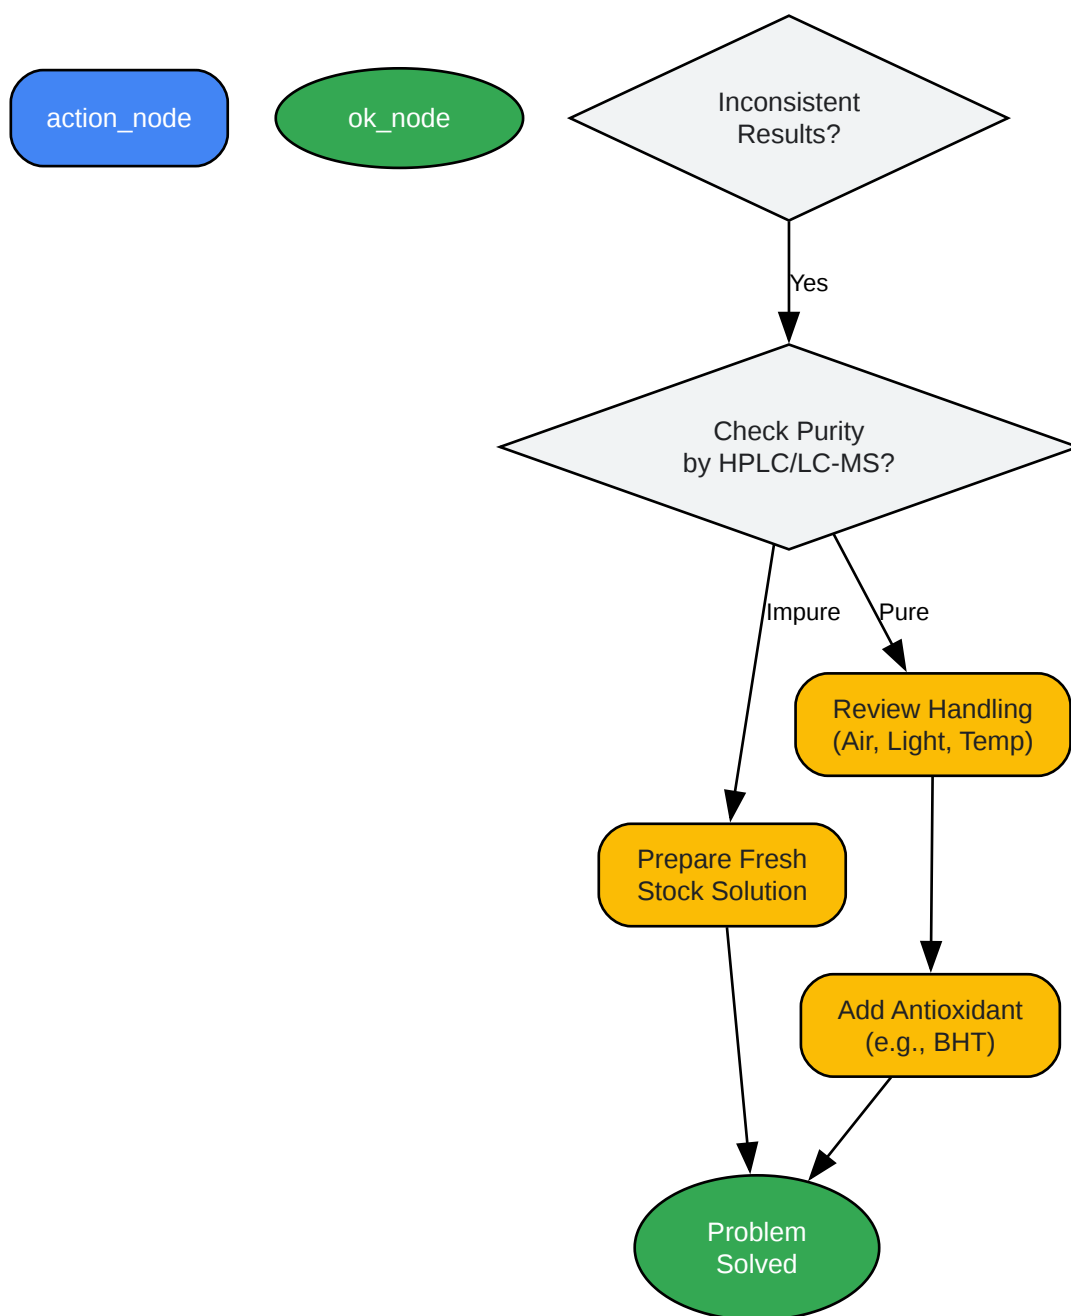 action_node
ok_node
Inconsistent
Results?
Yes
Check Purity
by HPLC/LC-MS?
Impure
Pure
Review Handling
(Air, Light, Temp)
Prepare Fresh
Stock Solution
Add Antioxidant
(e.g., BHT)
Problem
Solved